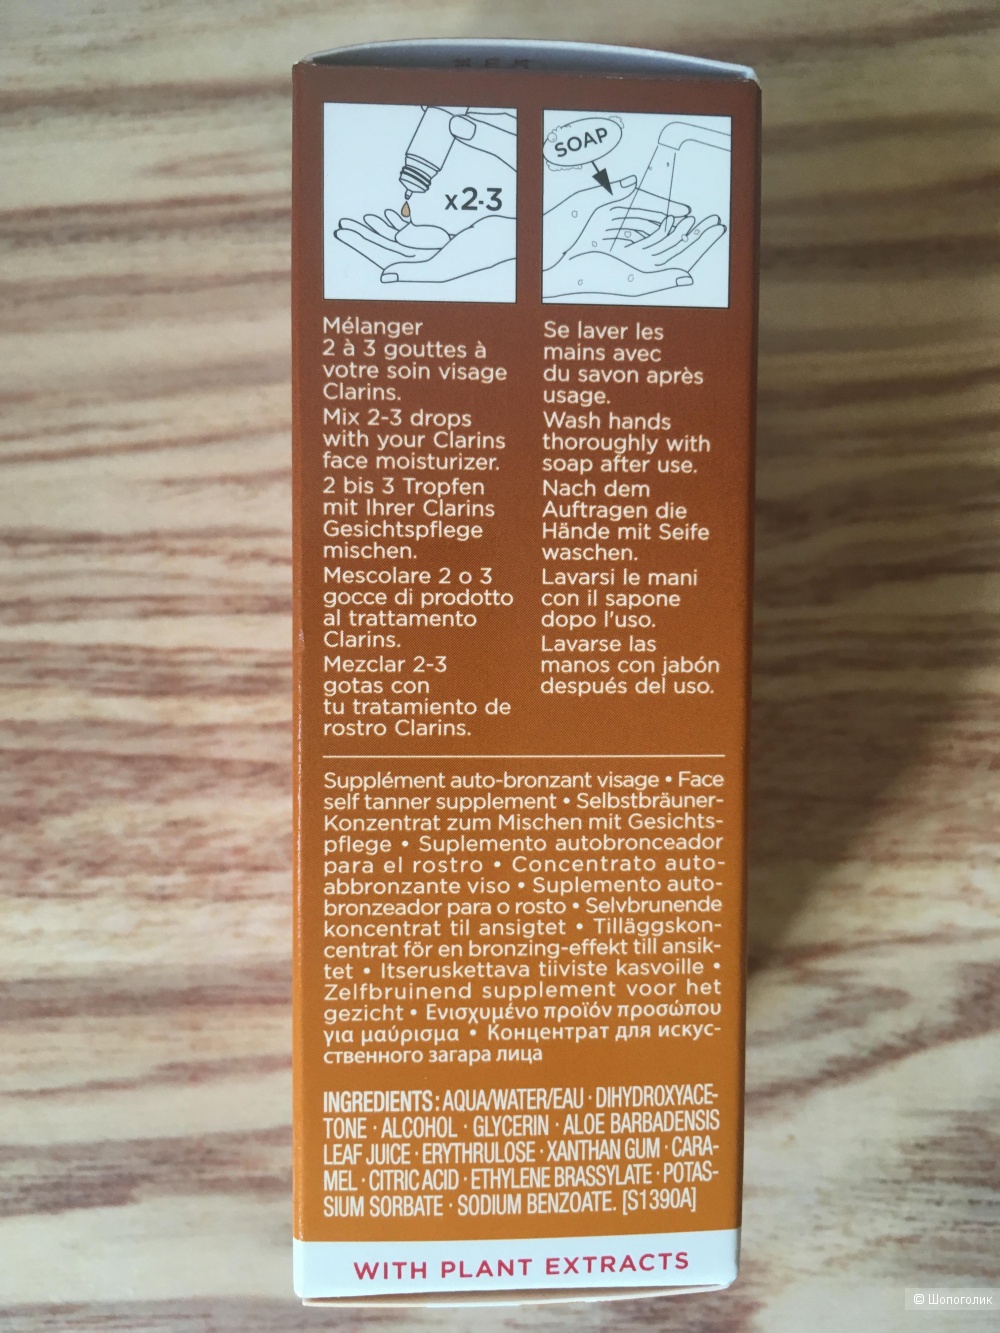 x2-3
SOAP
Mélanger
2 à 3 gouttes à
votre soin visage
Clarins.
Mix 2-3 drops
with your Clarins
face moisturizer.
2 bis 3 Tropfen
mit Ihrer Clarins
Gesichtspflege
mischen.
Mescolare 2 o 3
gocce di prodotto
al trattamento
Clarins.
Mezclar 2-3
gotas con
tu tratamiento de
rostro Clarins.
Se laver les
mains avec
du savon après
usage.
Wash hands
thoroughly with
soap after use.
Nach dem
Auftragen die
Hände mit Seife
waschen.
Lavarsi le mani
con il sapone
dopo l'uso.
Lavarse las
manos con jabón
después del uso.
Supplément auto-bronzant visage • Face
self tanner supplement • Selbstbräuner-
Konzentrat zum Mischen mit Gesichts-
pflege • Suplemento autobronceador
para el rostro • Concentrato auto-
abbronzante viso • Suplemento auto-
bronzeador para o rosto • Selvbrunende
koncentrat til ansigtet • Tilläggskon-
centrat för en bronzing-effekt till ansik-
tet • Itseruskettava tiiviste kasvoille •
Zelfbruinend supplement voor het
gezicht • Ενισχυμένο προϊόν προσώπου
για μαύρισμα • Концентрат для искус-
ственного загара лица
INGREDIENTS: AQUA/WATER/EAU · DIHYDROXYACE-
TONE · ALCOHOL · GLYCERIN · ALOE BARBADENSIS
LEAF JUICE · ERYTHRULOSE · XANTHAN GUM · CARA-
MEL · CITRIC ACID · ETHYLENE BRASSYLATE · POTAS-
SIUM SORBATE · SODIUM BENZOATE. [S1390A]
WITH PLANT EXTRACTS
© Шопоголик